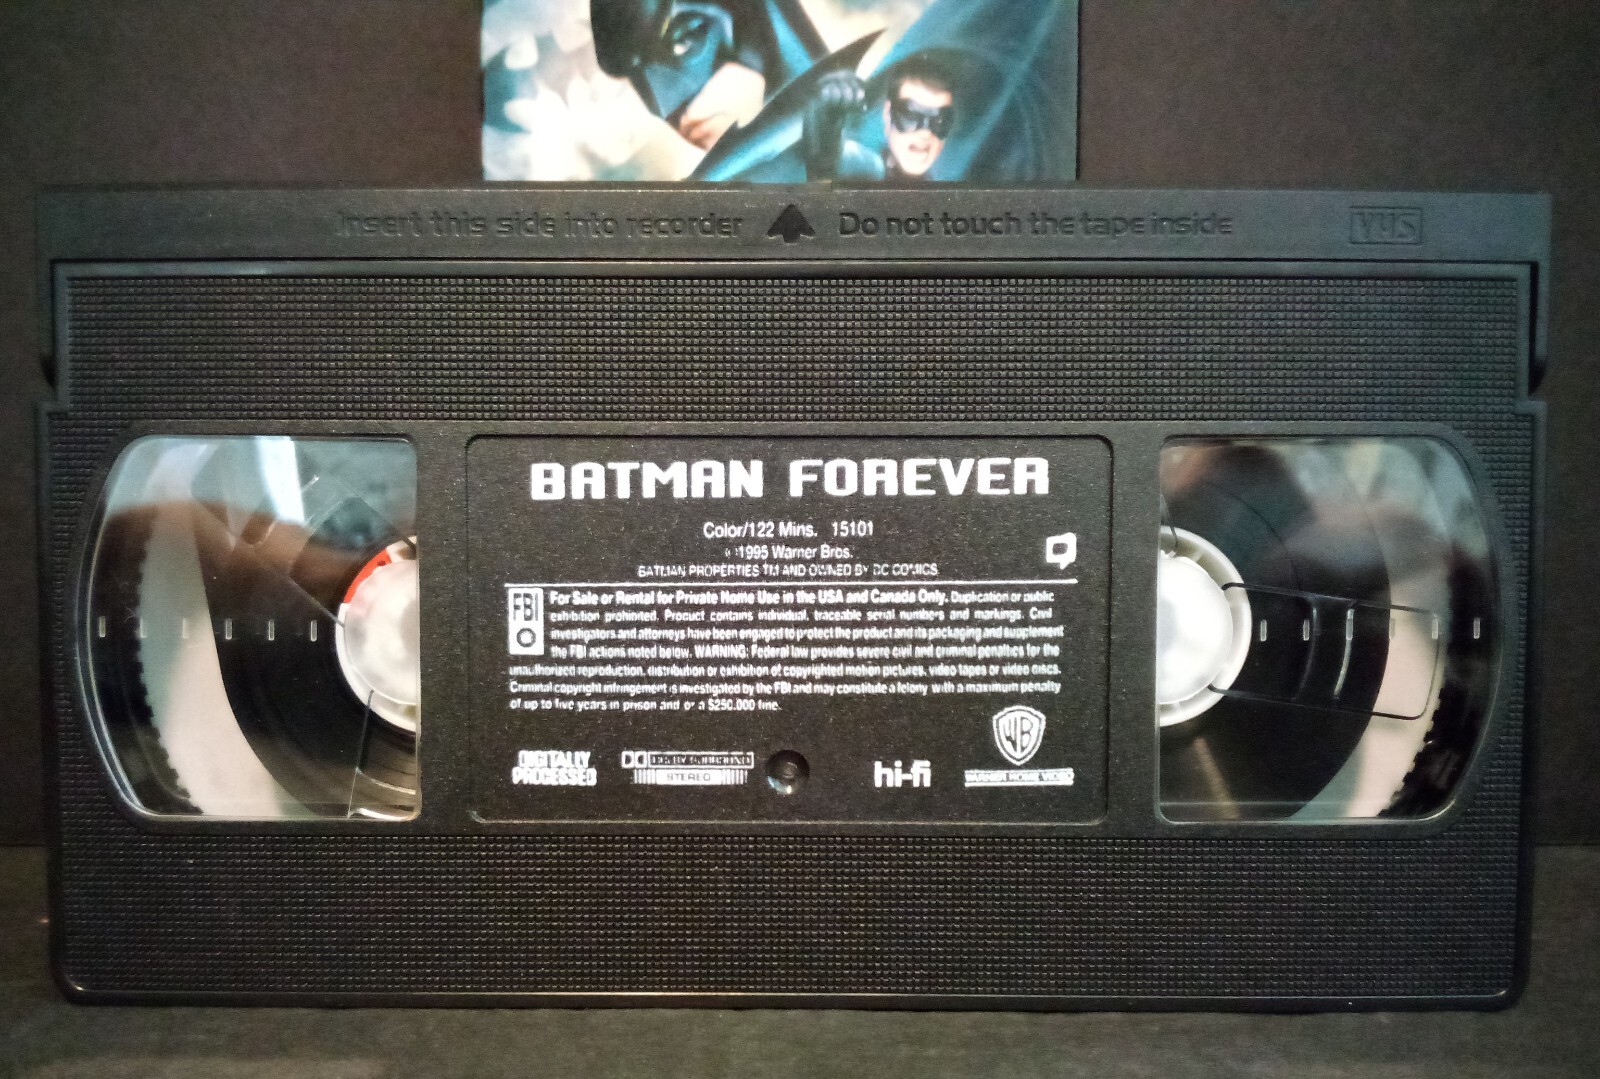 Insert this side into recorder Do not touch the tape inside VHS
BATMAN FOREVER
Color/122 Mins. 15101
© 1995 Warner Bros.
BATMAN PROPERTIES TM AND OWNED BY DC COMICS
FBI
For Sale or Rental for Private Home Use in the USA and Canada Only. Duplication or public
exhibition prohibited. Product contains individual, traceable serial numbers and markings. Civil
investigators and attorneys have been engaged to protect the product and its packaging and supplement
the FBI actions noted below. WARNING: Federal law provides severe civil and criminal penalties for the
unauthorized reproduction, distribution or exhibition of copyrighted motion pictures, video tapes or video discs.
Criminal copyright infringement is investigated by the FBI and may constitute a felony with a maximum penalty
of up to five years in prison and or a $250,000 fine.
DIGITALLY
PROCESSED
DOLBY SURROUND
STEREO
hi-fi
WB
WARNER HOME VIDEO